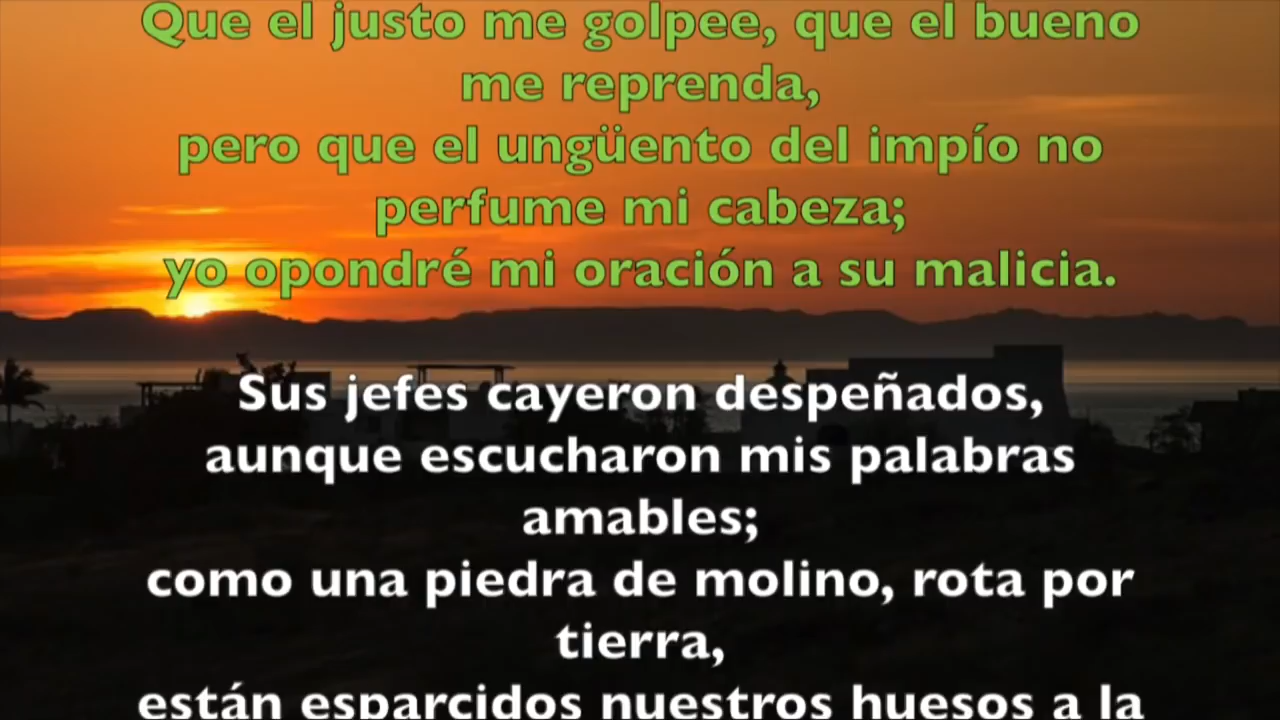 Que el justo me golpee, que el bueno
me reprenda,
pero que el ungüento del impío no
perfume mi cabeza;
yo opondré mi oración a su malicia.
Sus jefes cayeron despeñados,
aunque escucharon mis palabras
amables;
como una piedra de molino, rota por
tierra,
están esparcidos nuestros huesos a la